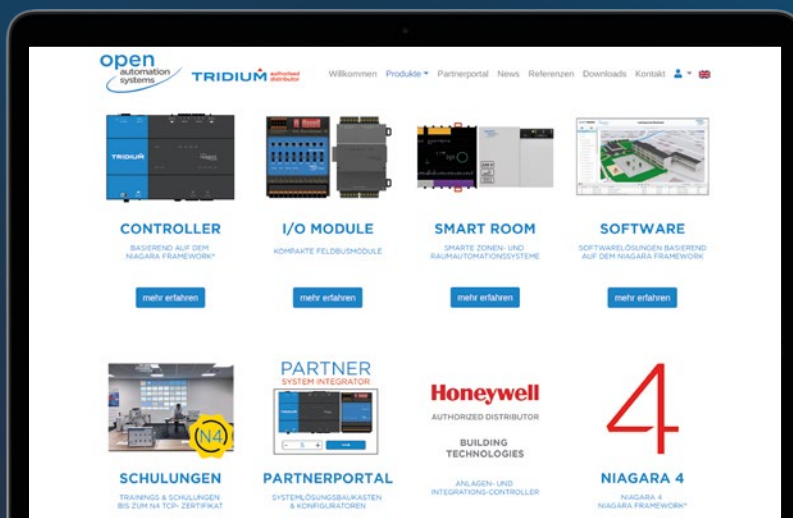 open
automation
systems
TRIDIUM authorised
distributor
Willkommen Produkte Partnerportal News Referenzen Downloads Kontakt
TRIDIUM
CONTROLLER
BASIEREND AUF DEM
NIAGARA FRAMEWORK®
mehr erfahren
I/O MODULE
KOMPAKTE FELDBUSMODULE
mehr erfahren
SMART ROOM
SMARTE ZONEN- UND
RAUMAUTOMATIONSSYSTEME
mehr erfahren
SOFTWARE
SOFTWARELÖSUNGEN BASIEREND
AUF DEM NIAGARA FRAMEWORK
mehr erfahren
N4
SCHULUNGEN
TRAININGS & SCHULUNGEN
BIS ZUM N4 TCP- ZERTIFIKAT
PARTNER
SYSTEM INTEGRATOR
PARTNERPORTAL
SYSTEMLÖSUNGSBAUKASTEN
& KONFIGURATOREN
Honeywell
AUTHORIZED DISTRIBUTOR
BUILDING
TECHNOLOGIES
ANLAGEN- UND
INTEGRATIONS-CONTROLLER
4
NIAGARA 4
NIAGARA 4
NIAGARA FRAMEWORK®